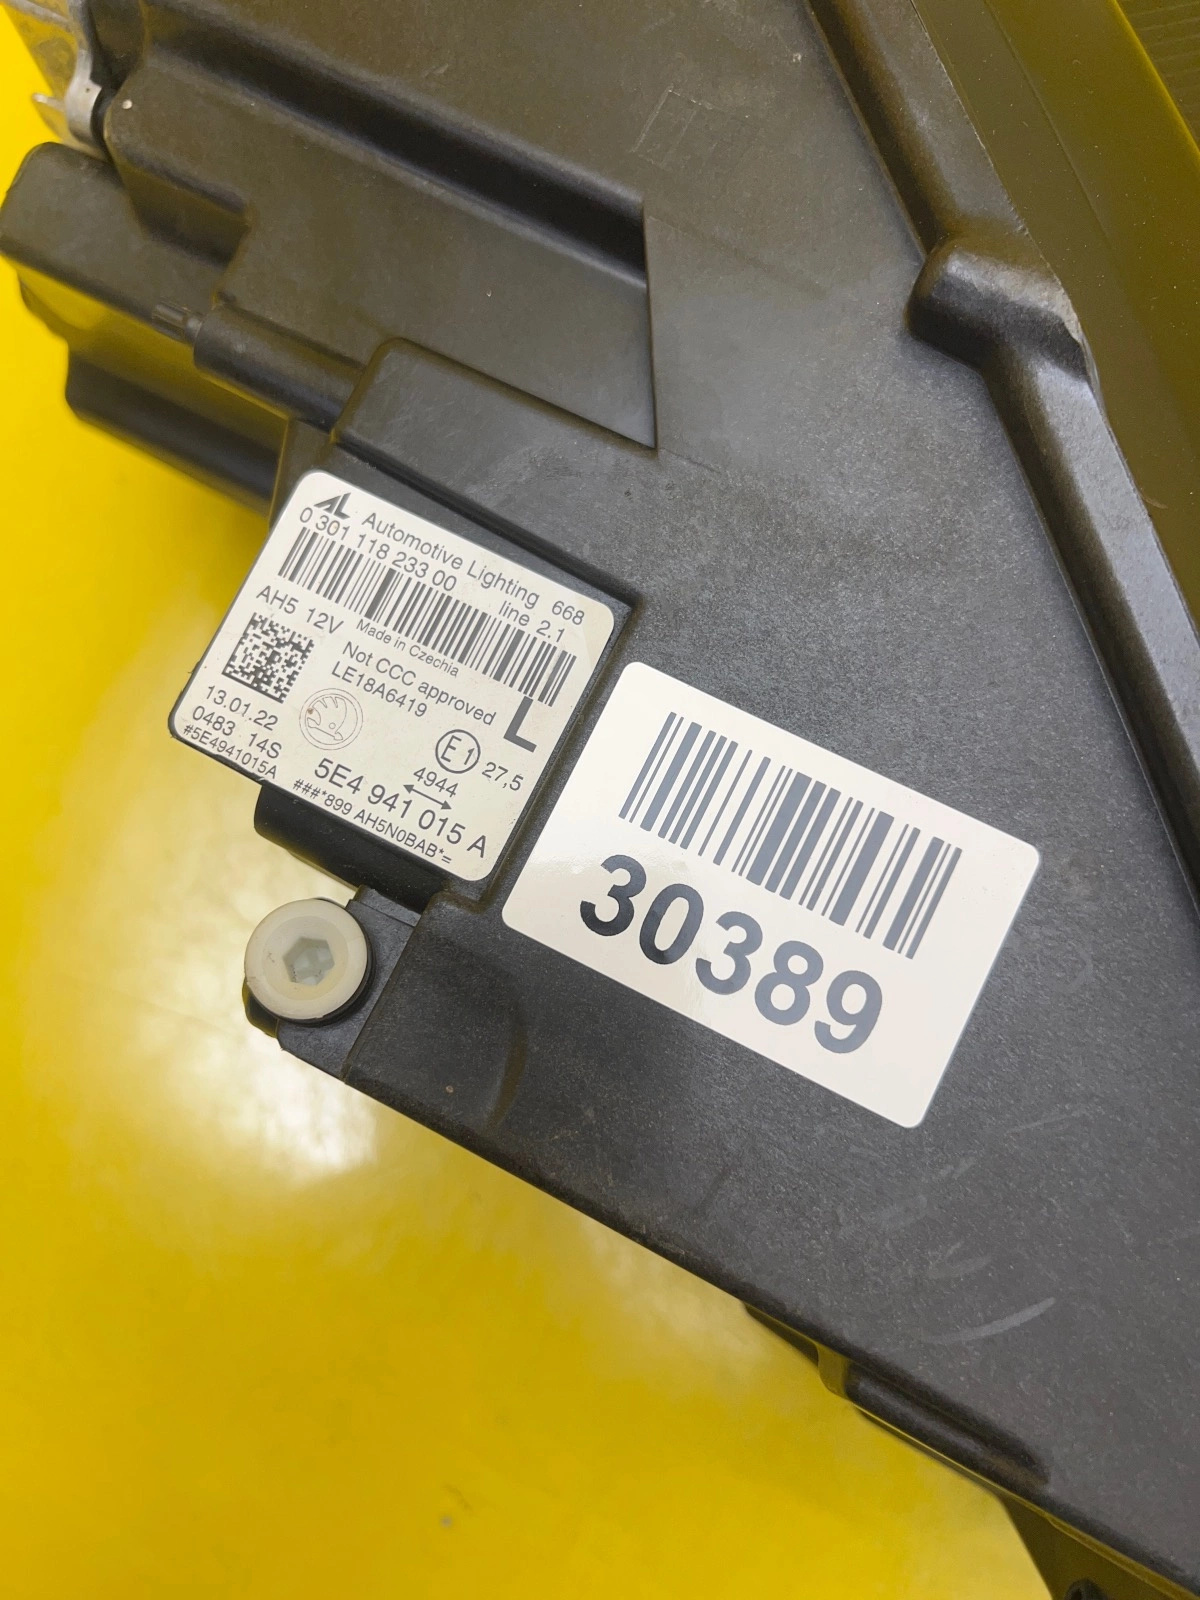 AL Automotive Lighting 668
0 301 118 233 00 line 2.1
AH5 12V Made in Czechia
Not CCC approved
LE18A6419
L
13.01.22
0483 14S
#5E4941015A
E1 27,5
4944
5E4 941 015 A
###*899 AH5N0BAB*=
30389